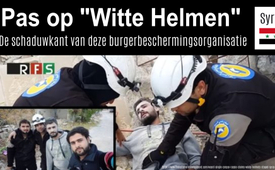 Pas op "Witte Helmen"
Syr
De schaduwkant van deze burgerbeschermingsorganisatie
RFS